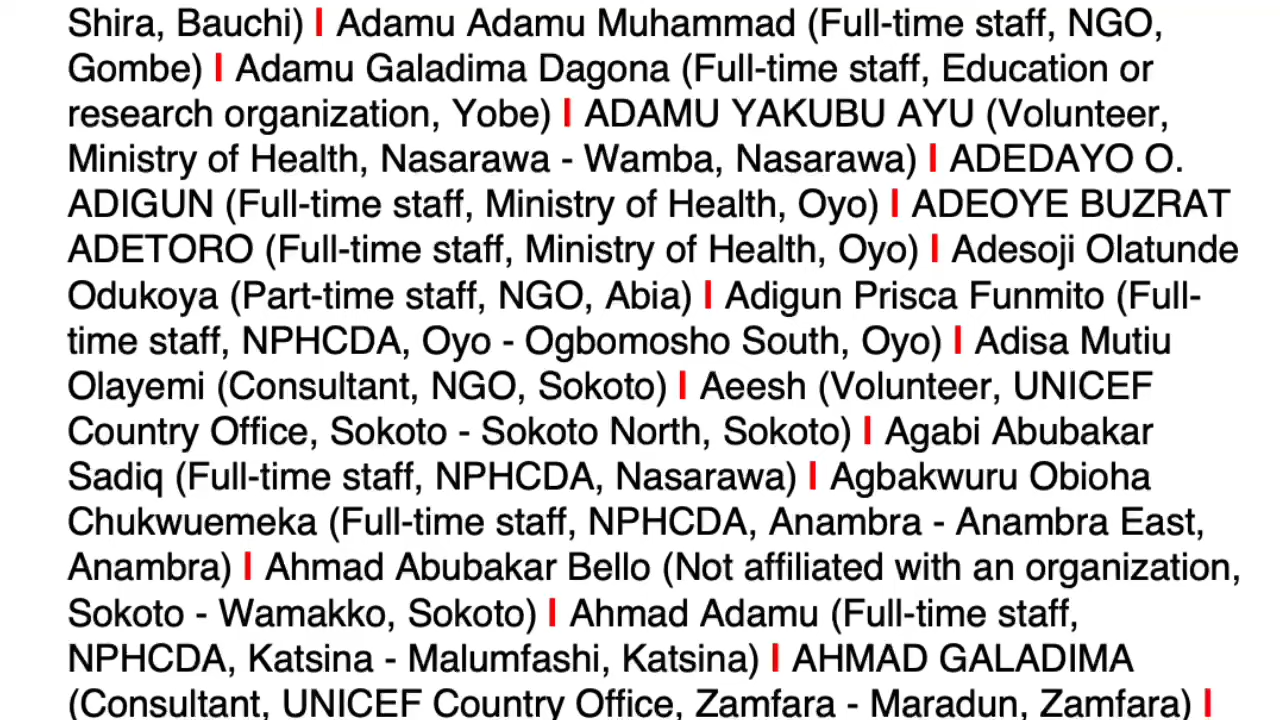 Shira, Bauchi) I Adamu Adamu Muhammad (Full-time staff, NGO,
Gombe) I Adamu Galadima Dagona (Full-time staff, Education or
research organization, Yobe) I ADAMU YAKUBU AYU (Volunteer,
Ministry of Health, Nasarawa - Wamba, Nasarawa) I ADEDAYO O.
ADIGUN (Full-time staff, Ministry of Health, Oyo) I ADEOYE BUZRAT
ADETORO (Full-time staff, Ministry of Health, Oyo) I Adesoji Olatunde
Odukoya (Part-time staff, NGO, Abia) I Adigun Prisca Funmito (Full-
time staff, NPHCDA, Oyo - Ogbomosho South, Oyo) I Adisa Mutiu
Olayemi (Consultant, NGO, Sokoto) I Aeesh (Volunteer, UNICEF
Country Office, Sokoto - Sokoto North, Sokoto) I Agabi Abubakar
Sadiq (Full-time staff, NPHCDA, Nasarawa) I Agbakwuru Obioha
Chukwuemeka (Full-time staff, NPHCDA, Anambra - Anambra East,
Anambra) I Ahmad Abubakar Bello (Not affiliated with an organization,
Sokoto - Wamakko, Sokoto) I Ahmad Adamu (Full-time staff,
NPHCDA, Katsina - Malumfashi, Katsina) I AHMAD GALADIMA
(Consultant, UNICEF Country Office, Zamfara - Maradun, Zamfara) I